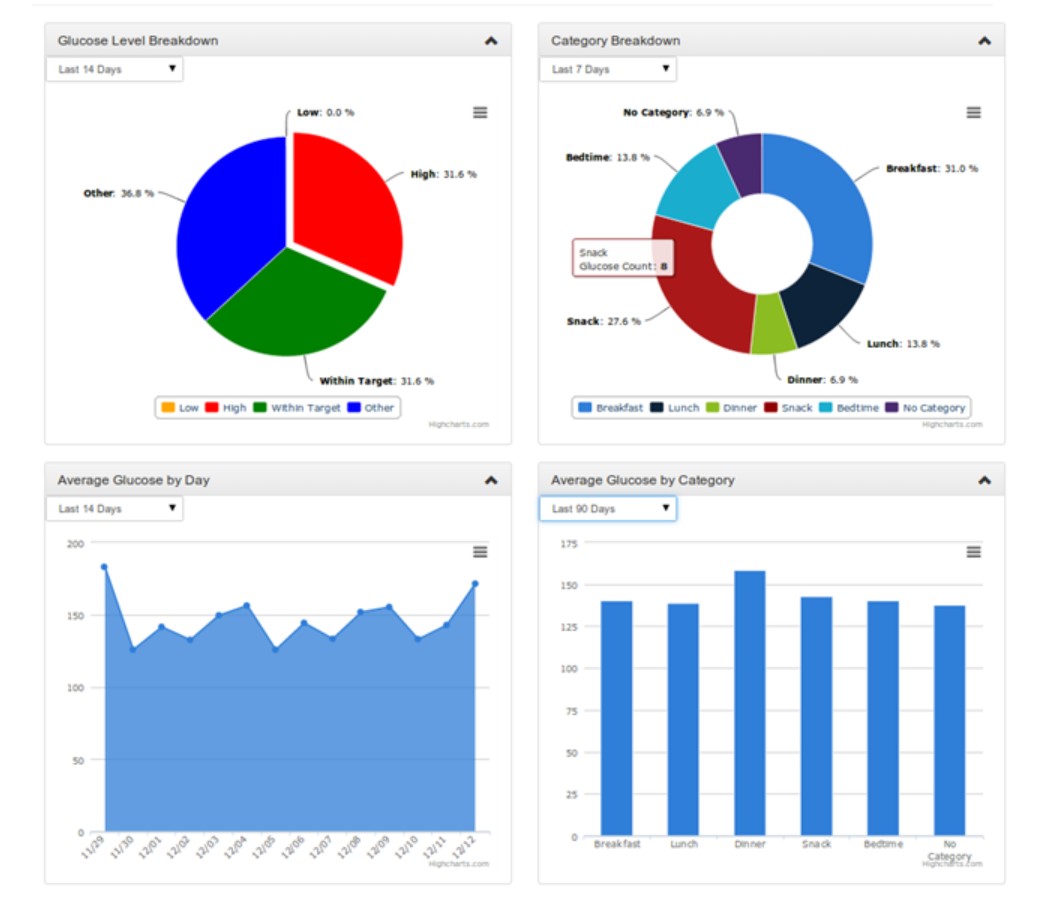 Glucose Level Breakdown
Last 14 Days
Low: 0.0 %
High: 31.6 %
Other: 36.8 %
Within Target: 31.6 %
Low High Within Target Other
Highcharts.com
Category Breakdown
Last 7 Days
No Category: 6.9 %
Bedtime: 13.8 %
Breakfast: 31.0 %
Snack
Glucose Count: 8
Snack: 27.6 %
Lunch: 13.8 %
Dinner: 6.9 %
Breakfast Lunch Dinner Snack Bedtime No Category
Highcharts.com
Average Glucose by Day
Last 14 Days
200
150
100
50
0
11/29 11/30 12/01 12/02 12/03 12/04 12/05 12/06 12/07 12/08 12/09 12/10 12/11 12/12
Highcharts.com
Average Glucose by Category
Last 90 Days
175
150
125
100
75
50
25
0
Breakfast Lunch Dinner Snack Bedtime No
Category
Highcharts.com